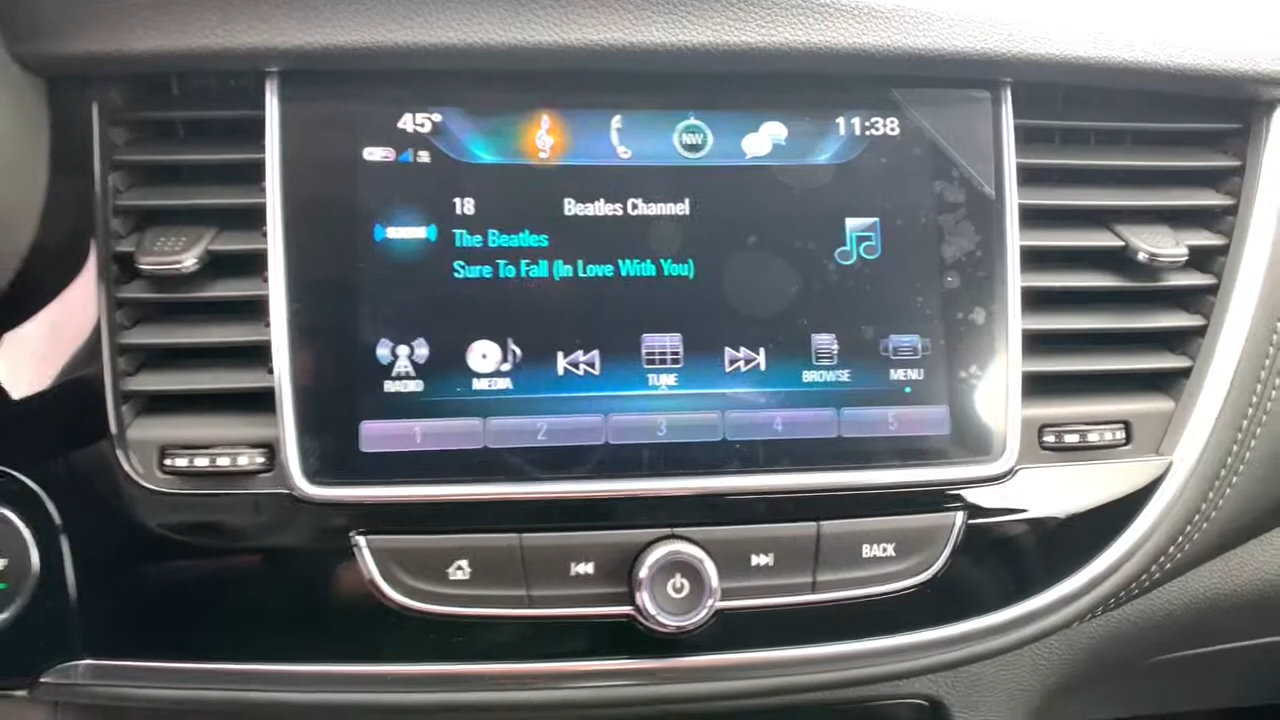 45°
NW
11:38
18 Beatles Channel
The Beatles
Sure To Fall (In Love With You)
RADIO
MEDIA
TUNE
BROWSE
MENU
1 2 3 4 5
BACK